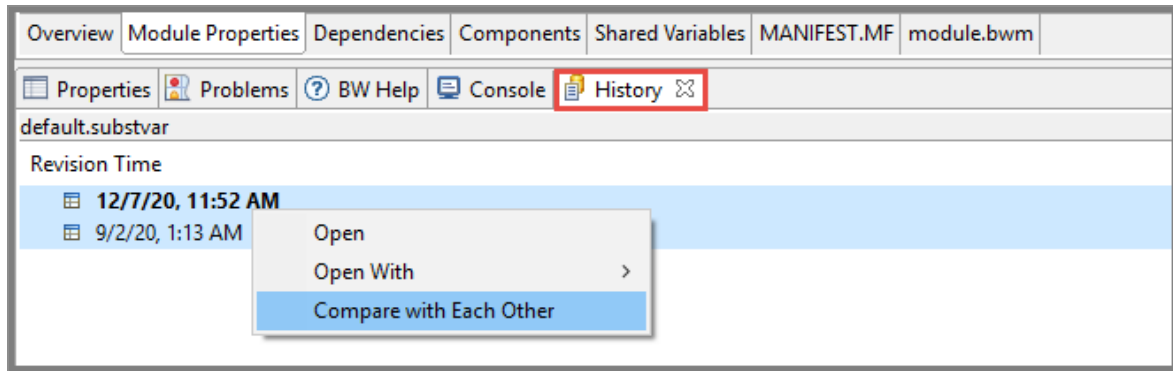 Overview Module Properties Dependencies Components Shared Variables MANIFEST.MF module.bwm
Properties Problems BW Help Console History
default.substvar
Revision Time
12/7/20, 11:52 AM
9/2/20, 1:13 AM
Open
Open With
Compare with Each Other